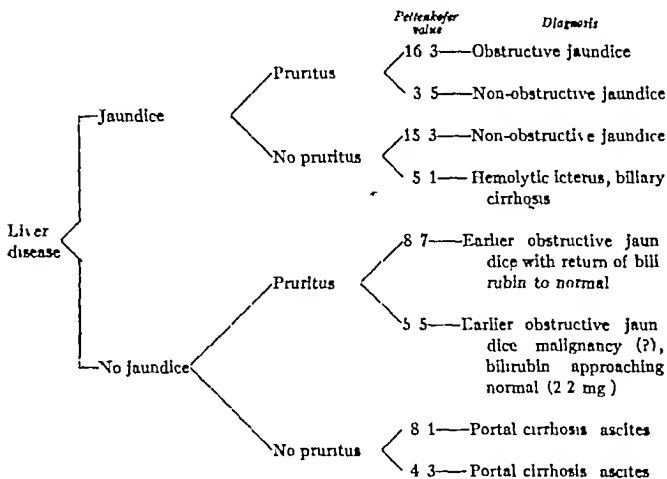 Pettenkofer value Diagnosis
16 3—Obstructive jaundice
Pruritus
3 5—Non-obstructive jaundice
Jaundice
15 3—Non-obstructive jaundice
No pruritus
5 1—Hemolytic icterus, biliary
cirrhosis
Liver
disease
8 7—Earlier obstructive jaun
dice with return of bili
rubin to normal
Pruritus
5 5—Earlier obstructive jaun
dice malignancy (?),
bilirubin approaching
normal (2 2 mg)
No jaundice
8 1—Portal cirrhosis ascites
No pruritus
4 3—Portal cirrhosis ascites